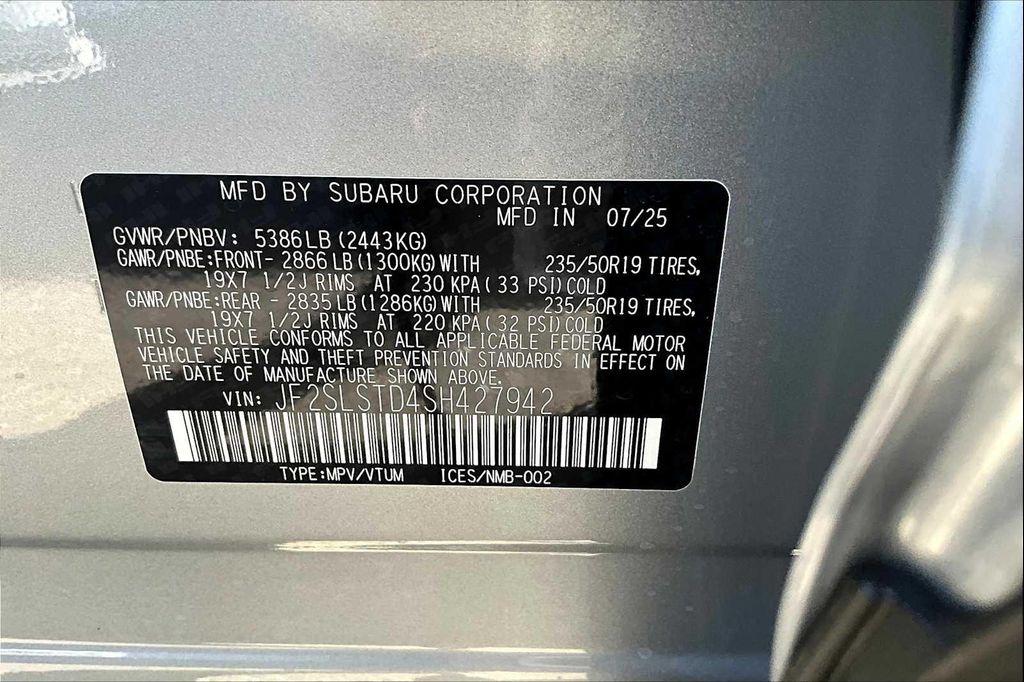 MFD BY SUBARU CORPORATION
MFD IN 07/25
GVWR/PNBV: 5386LB(2443KG)
GAWR/PNBE:FRONT- 2866LB(1300KG)WITH 235/50R19 TIRES,
19X7 1/2J RIMS AT 230 KPA( 33 PSI)COLD
GAWR/PNBE:REAR - 2835LB(1286KG)WITH 235/50R19 TIRES,
19X7 1/2J RIMS AT 220 KPA( 32 PSI)COLD
THIS VEHICLE CONFORMS TO ALL APPLICABLE FEDERAL MOTOR
VEHICLE SAFETY AND THEFT PREVENTION STANDARDS IN EFFECT ON
THE DATE OF MANUFACTURE SHOWN ABOVE.
VIN: JF2SLSTD4SH427942
TYPE:MPV/VTUM ICES/NMB-002